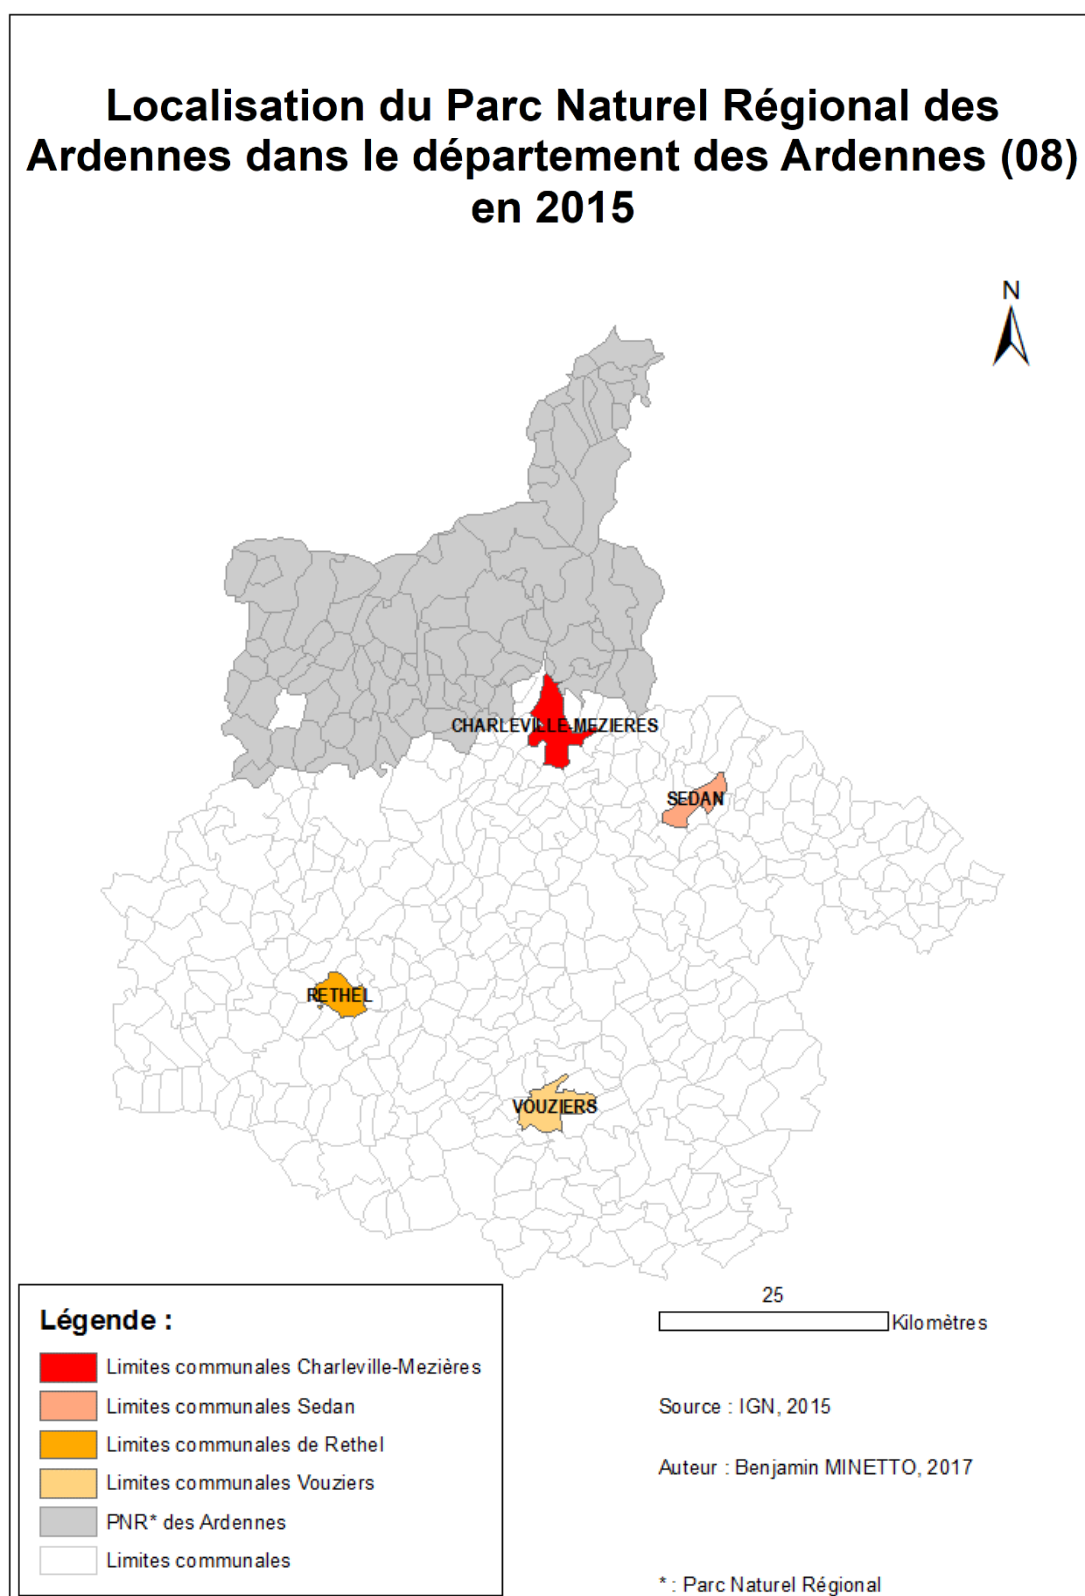 Localisation du Parc Naturel Régional des
Ardennes dans le département des Ardennes (08)
en 2015
N
CHARLEVILLE-MEZIERES
SEDAN
RETHEL
VOUZIERS
Légende :
Limites communales Charleville-Mezières
Limites communales Sedan
Limites communales de Rethel
Limites communales Vouziers
PNR* des Ardennes
Limites communales
25
Kilomètres
Source : IGN, 2015
Auteur : Benjamin MINETTO, 2017
* : Parc Naturel Régional